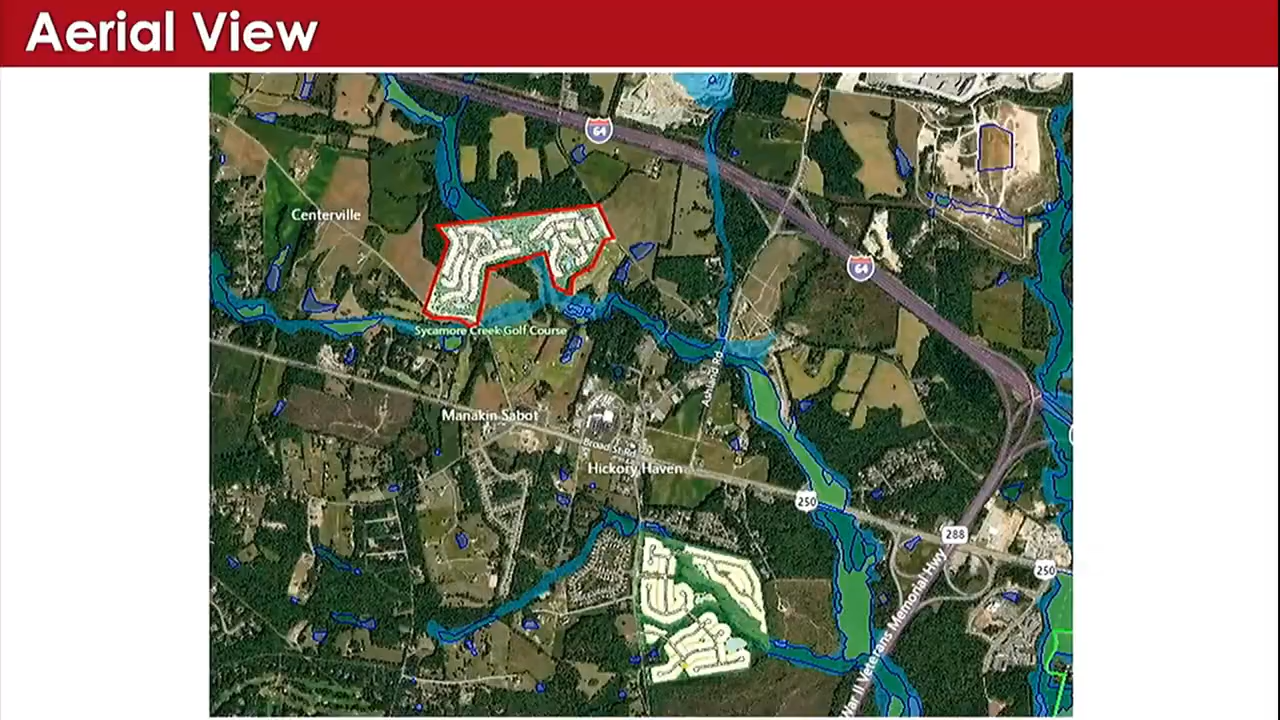 Aerial View
64
Centerville
64
Sycamore Creek Golf Course
Ashland Rd
Manakin Sabot
Broad St Rd
Hickory Haven
250
288
250
War II Veterans Memorial Hwy